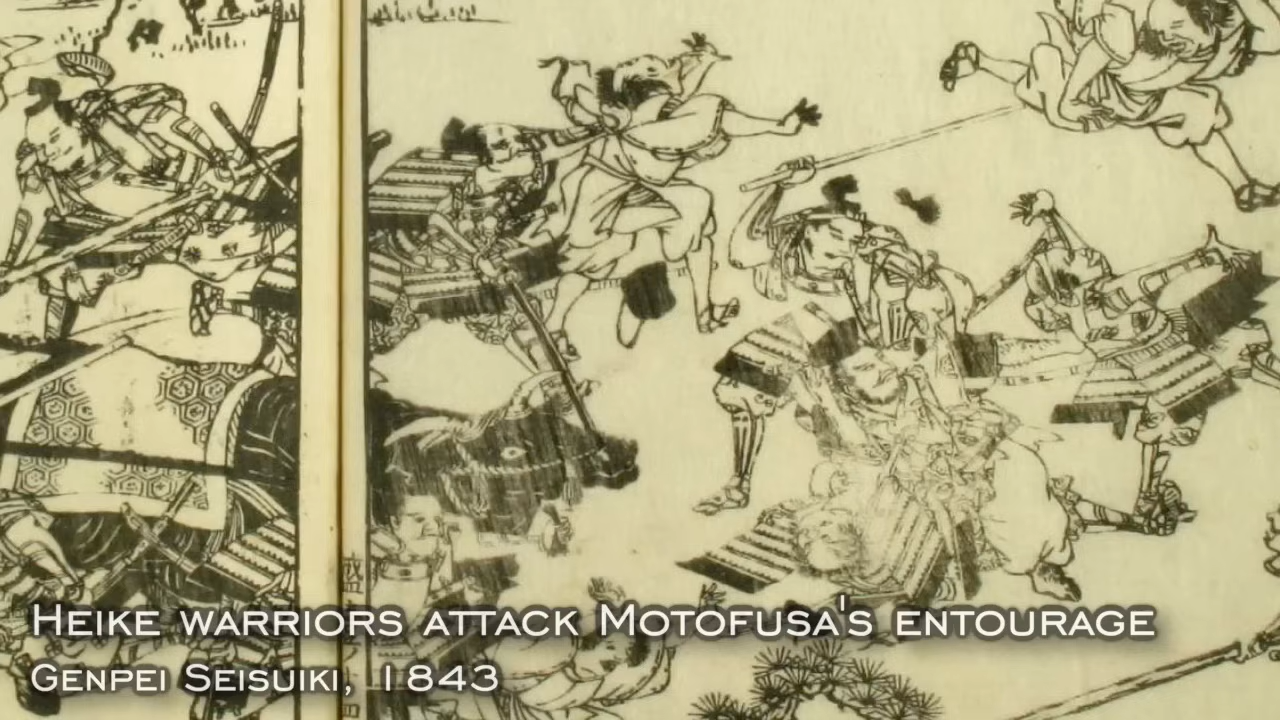 Heike warriors attack Motofusa's entourage
Genpei Seisuiki, 1843